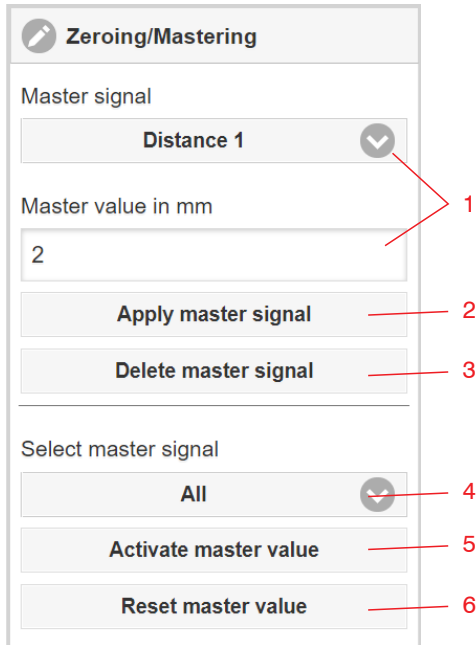 Zeroing/Mastering
Master signal
Distance 1
1
Master value in mm
2
Apply master signal
2
Delete master signal
3
Select master signal
All
4
Activate master value
5
Reset master value
6